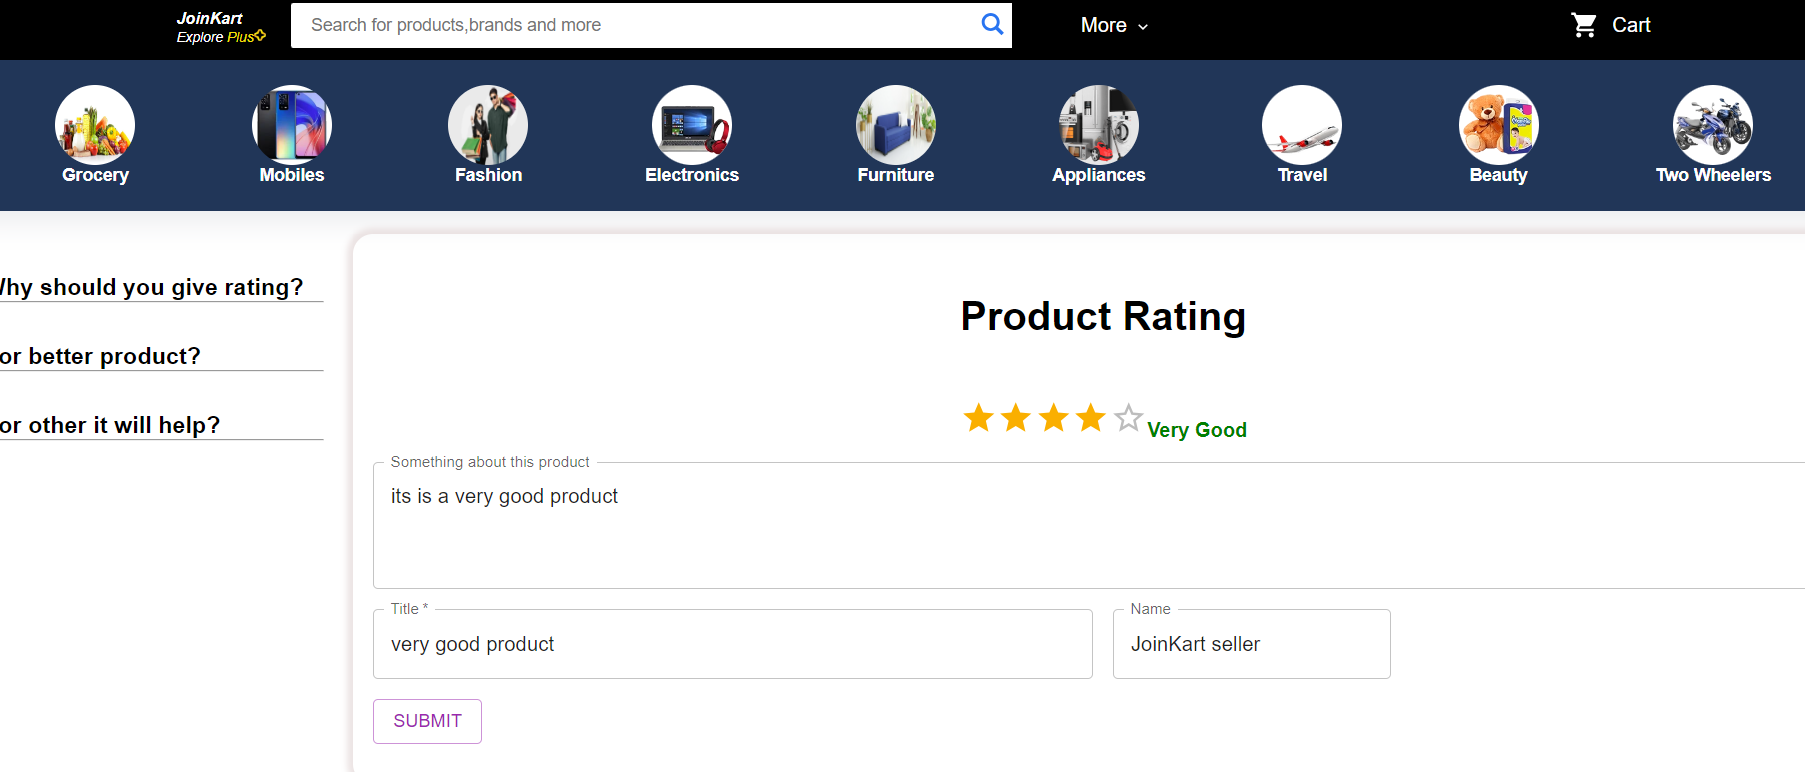 JoinKart
Explore Plus
Search for products,brands and more
More
Cart
Grocery
Mobiles
Fashion
Electronics
Furniture
Appliances
Travel
Beauty
Two Wheelers
hy should you give rating?
or better product?
or other it will help?
Product Rating
Very Good
Something about this product
its is a very good product
Title *
very good product
Name
JoinKart seller
SUBMIT